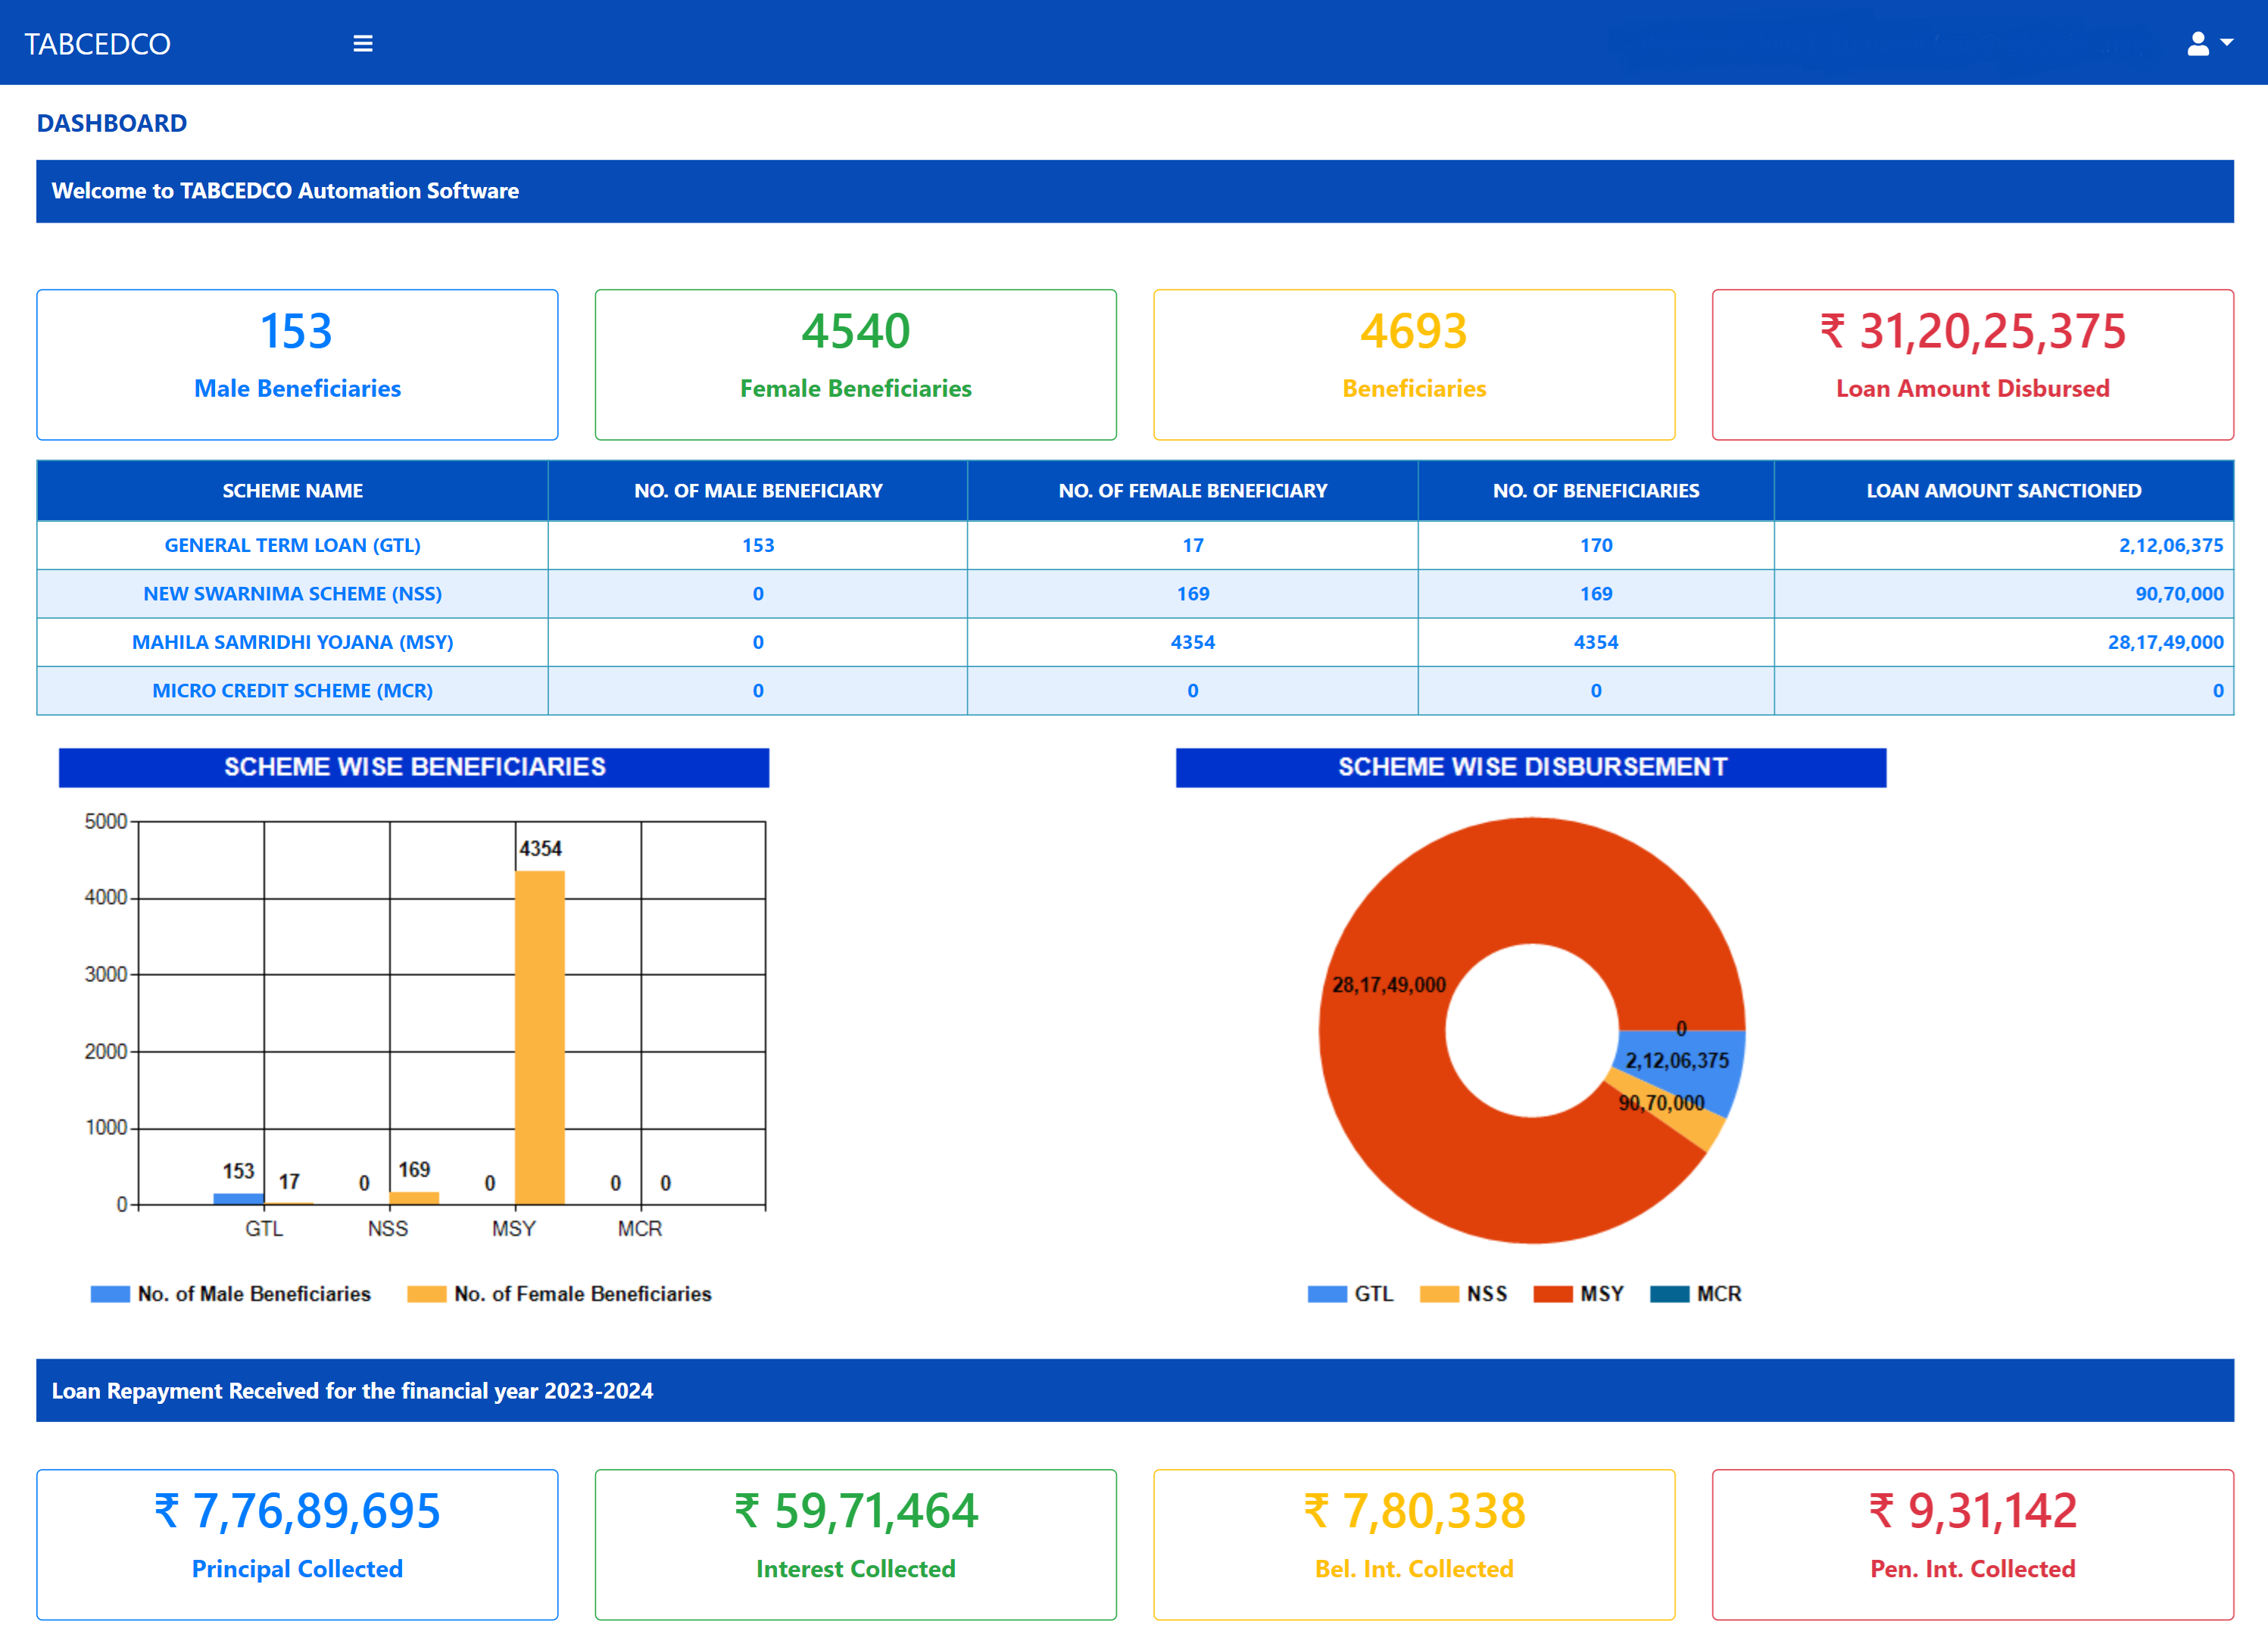 TABCEDCO
DASHBOARD
Welcome to TABCEDCO Automation Software
153
Male Beneficiaries
4540
Female Beneficiaries
4693
Beneficiaries
₹ 31,20,25,375
Loan Amount Disbursed
SCHEME NAME NO. OF MALE BENEFICIARY NO. OF FEMALE BENEFICIARY NO. OF BENEFICIARIES LOAN AMOUNT SANCTIONED
GENERAL TERM LOAN (GTL) 153 17 170 2,12,06,375
NEW SWARNIMA SCHEME (NSS) 0 169 169 90,70,000
MAHILA SAMRIDHI YOJANA (MSY) 0 4354 4354 28,17,49,000
MICRO CREDIT SCHEME (MCR) 0 0 0 0
SCHEME WISE BENEFICIARIES
5000
4354
4000
3000
2000
1000
153 17 0 169 0 0 0
0
GTL NSS MSY MCR
No. of Male Beneficiaries No. of Female Beneficiaries
SCHEME WISE DISBURSEMENT
28,17,49,000
0
2,12,06,375
90,70,000
GTL NSS MSY MCR
Loan Repayment Received for the financial year 2023-2024
₹ 7,76,89,695
Principal Collected
₹ 59,71,464
Interest Collected
₹ 7,80,338
Bel. Int. Collected
₹ 9,31,142
Pen. Int. Collected